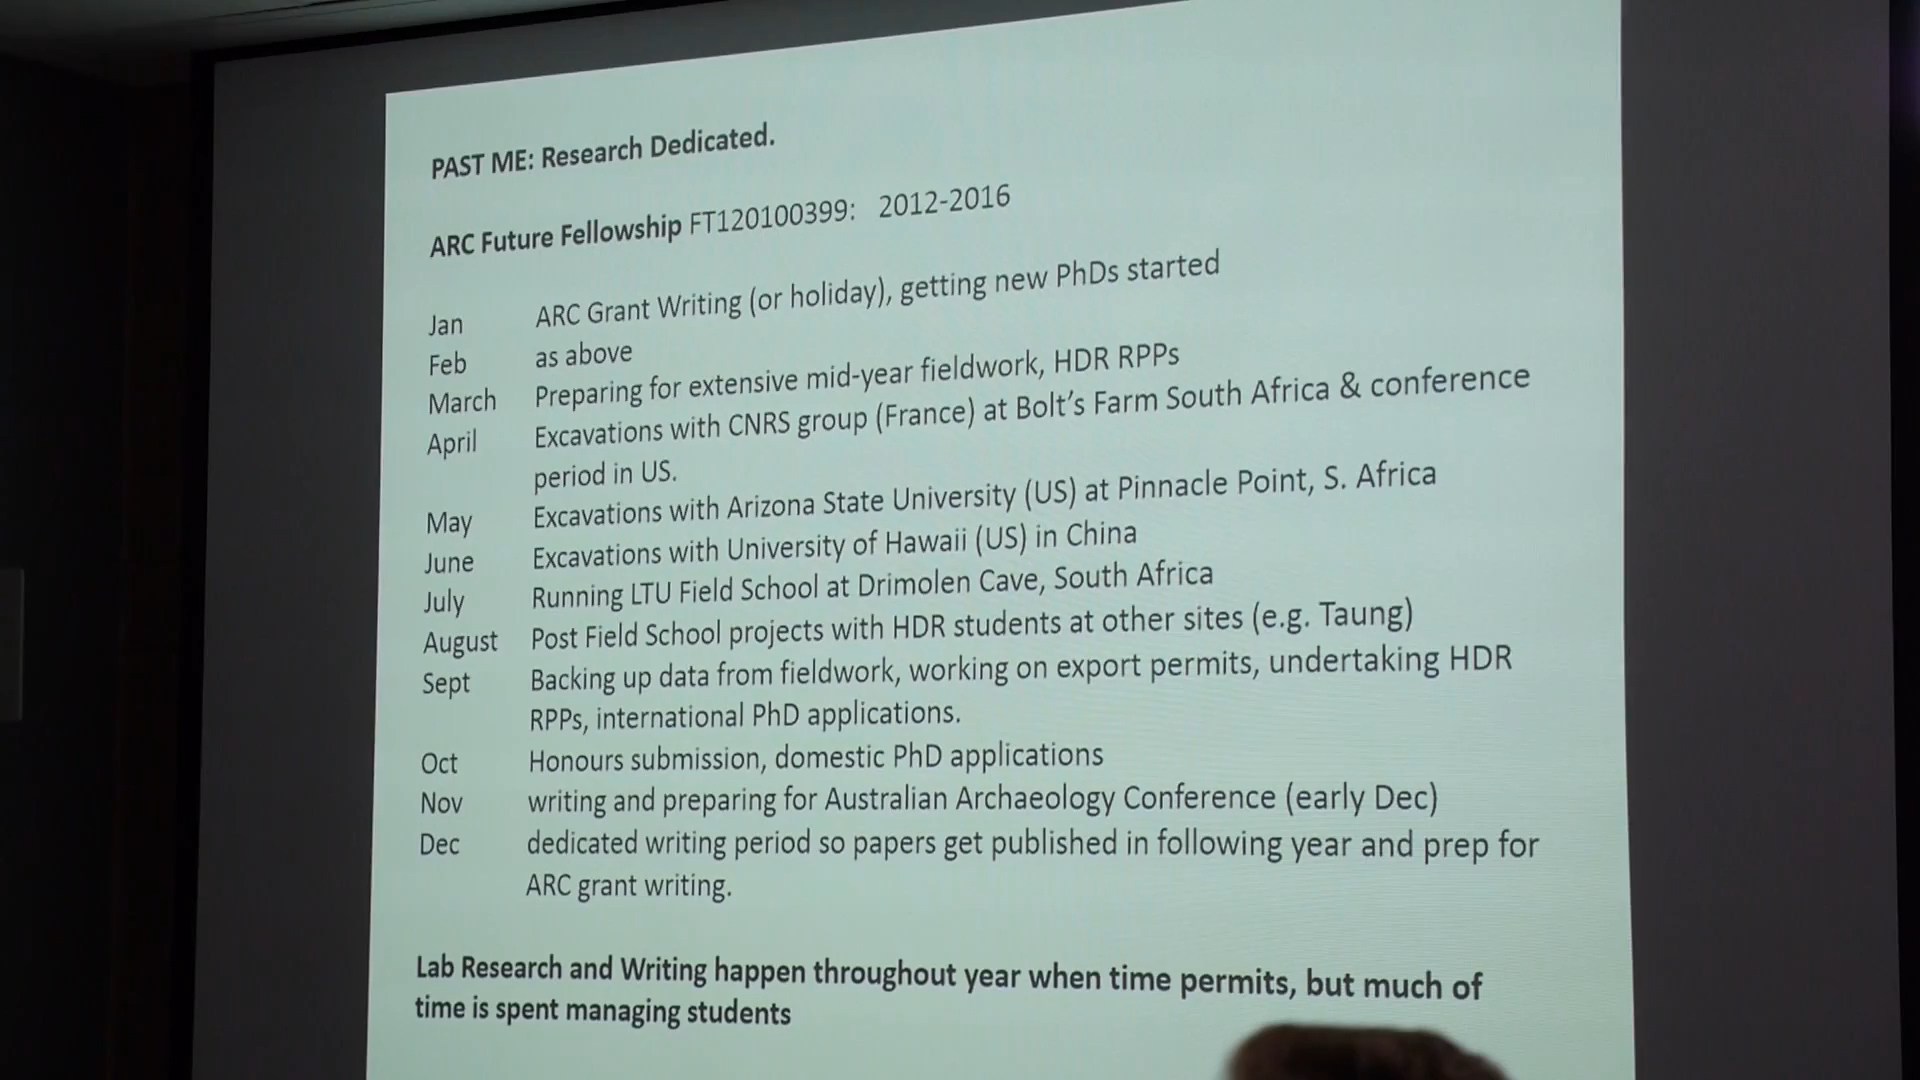 PAST ME: Research Dedicated.
ARC Future Fellowship FT120100399: 2012-2016
Jan ARC Grant Writing (or holiday), getting new PhDs started
Feb as above
March Preparing for extensive mid-year fieldwork, HDR RPPs
April Excavations with CNRS group (France) at Bolt's Farm South Africa & conference
period in US.
May Excavations with Arizona State University (US) at Pinnacle Point, S. Africa
June Excavations with University of Hawaii (US) in China
July Running LTU Field School at Drimolen Cave, South Africa
August Post Field School projects with HDR students at other sites (e.g. Taung)
Sept Backing up data from fieldwork, working on export permits, undertaking HDR
RPPs, international PhD applications.
Oct Honours submission, domestic PhD applications
Nov writing and preparing for Australian Archaeology Conference (early Dec)
Dec dedicated writing period so papers get published in following year and prep for
ARC grant writing.
Lab Research and Writing happen throughout year when time permits, but much of
time is spent managing students